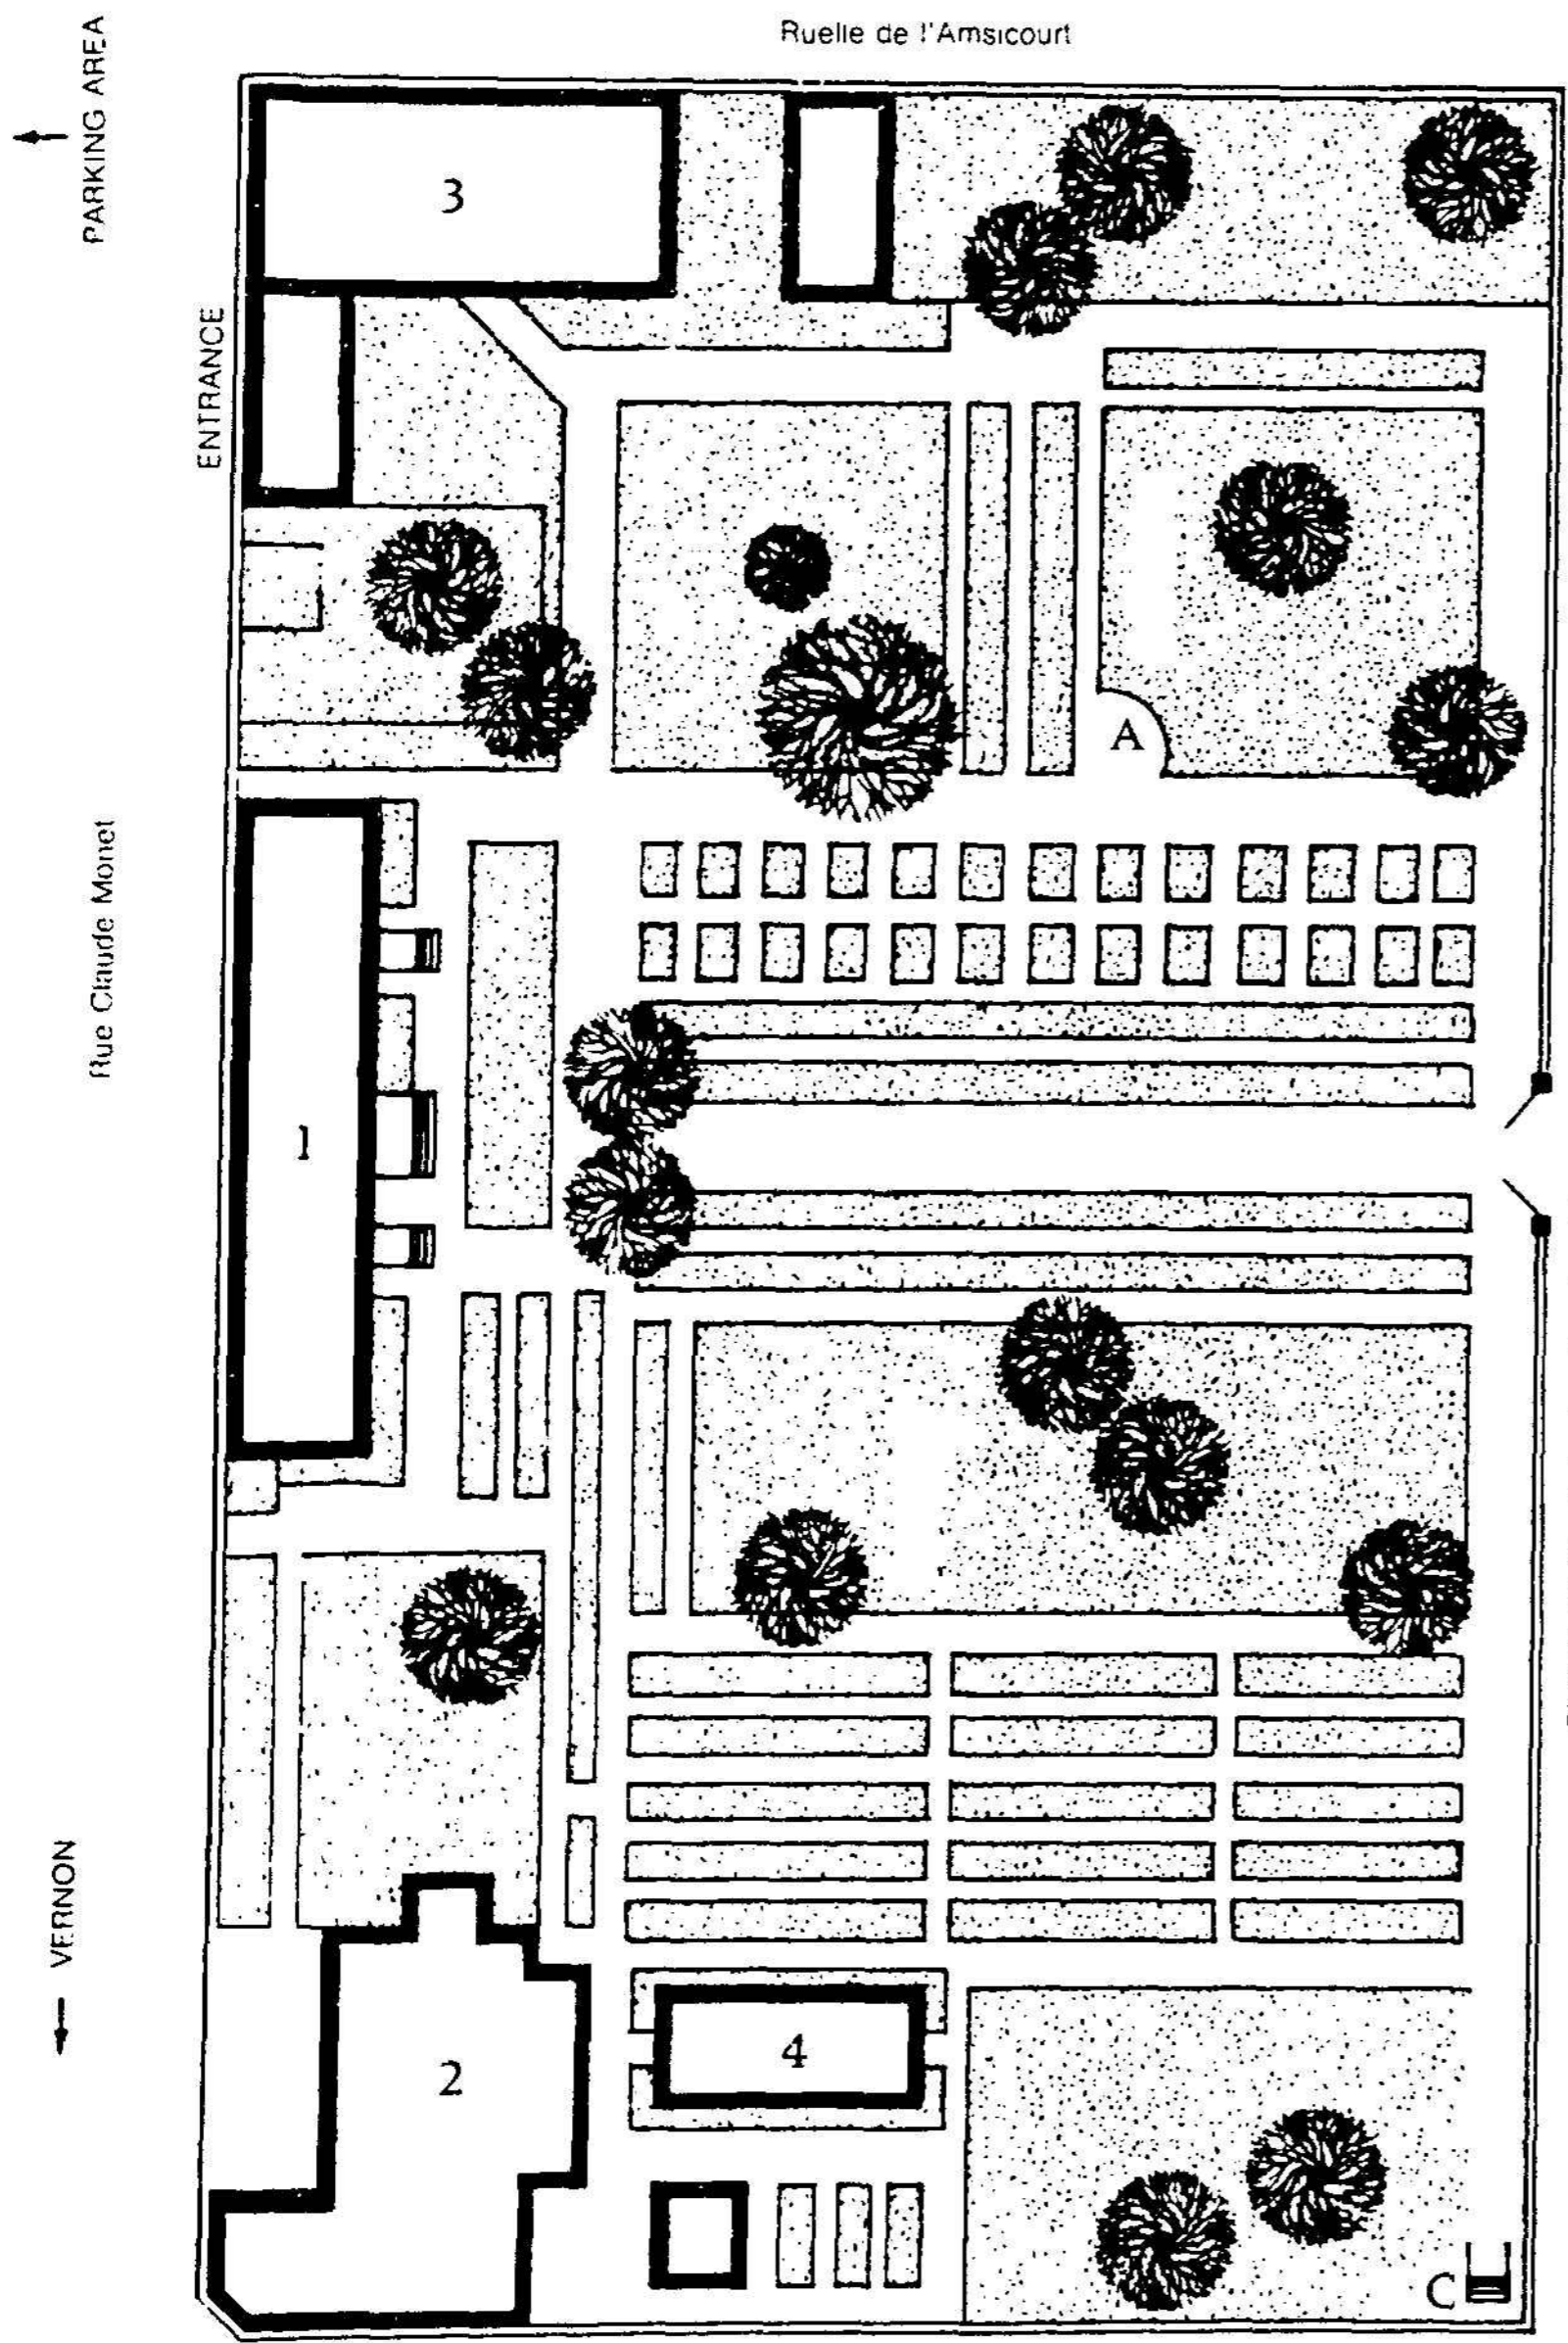 Ruelle de l'Amsicourt
PARKING AREA
3
ENTRANCE
A
Rue Claude Monet
1
VERNON
2
4
C